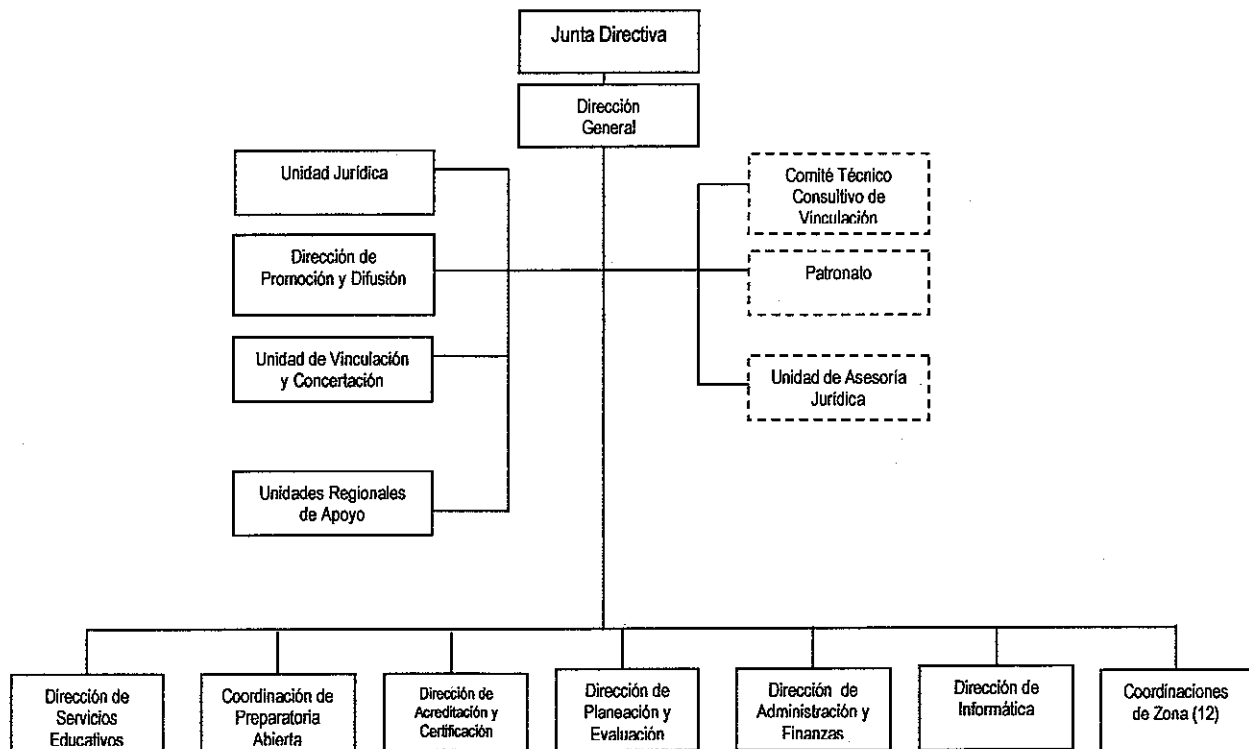 Junta Directiva
Dirección
General
Unidad Jurídica
Comité Técnico
Consultivo de
Vinculación
Dirección de
Promoción y Difusión
Patronato
Unidad de Vinculación
y Concertación
Unidad de Asesoría
Jurídica
Unidades Regionales
de Apoyo
Dirección de
Servicios
Educativos
Coordinación de
Preparatoria
Abierta
Dirección de
Acreditación y
Certificación
Dirección de
Planeación y
Evaluación
Dirección de
Administración y
Finanzas
Dirección de
Informática
Coordinaciones
de Zona (12)